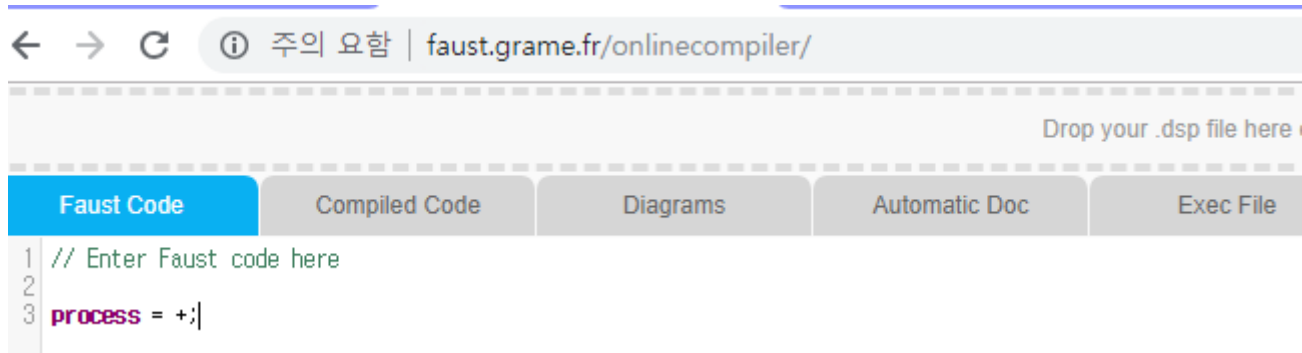 주의 요함 | faust.grame.fr/onlinecompiler/
Drop your .dsp file here
Faust Code Compiled Code Diagrams Automatic Doc Exec File
1 // Enter Faust code here
2
3 process = +;